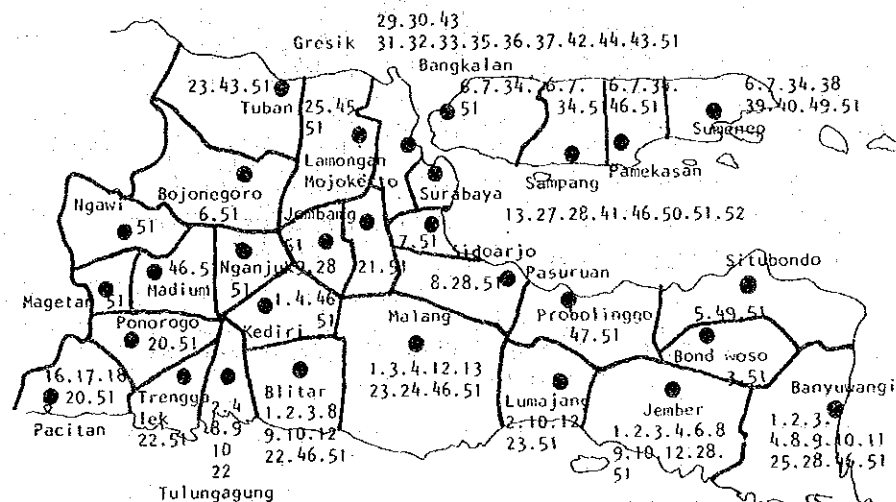 29.30.43
Gresik 31.32.33.35.36.37.42.44.43.51
Bangkalan
23.43.51
Tuban
25.45
51
6.7.34.
51
6.7.
34.5
6.7.34.
46.51
6.7.34.38
39.40.49.51
Sumenep
Lamongan
Mojokerto
Surabaya
Sampang
Pamekasan
13.27.28.41.46.50.51.52
Bojonegoro
6.51
Ngawi
51
Jombang
51
9.28
21.51
7.51
Sidoarjo
8.28.51
Pasuruan
Situbondo
5.49.51
Magetan
51
46.5
Madium
Nganjuk
51
1.4.46
51
Kediri
Ponorogo
20.51
Malang
1.3.4.12.13
23.24.46.51
Probolinggo
47.51
Bond woso
3.51
Banyuwangi
1.2.3.
4.8.9.10.11
25.28.46.51
16.17.18
20.51
Pacitan
Trengga
lek
22.51
2.4
8.9
10
22
Tulungagung
Blitar
1.2.3.8
9.10.12
22.46.51
Lumajang
2.10.12
23.51
Jember
1.2.3.4.6.8
9.10.12.28.
51